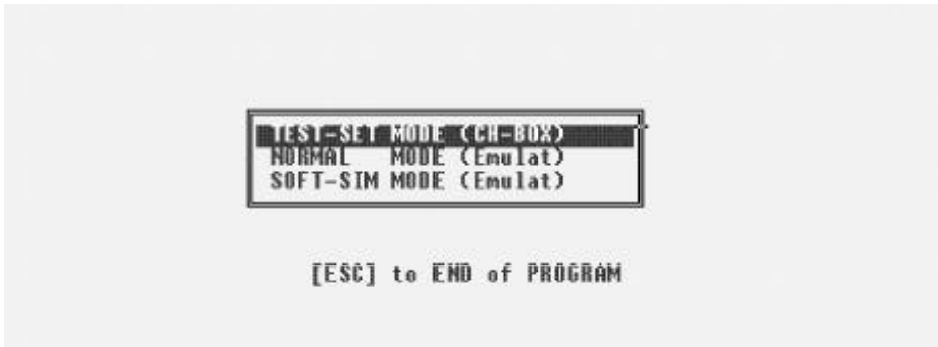 TEST-SET MODE (CH-BOX)
NORMAL   MODE (Emulat)
SOFT-SIM MODE (Emulat)
[ESC] to END of PROGRAM